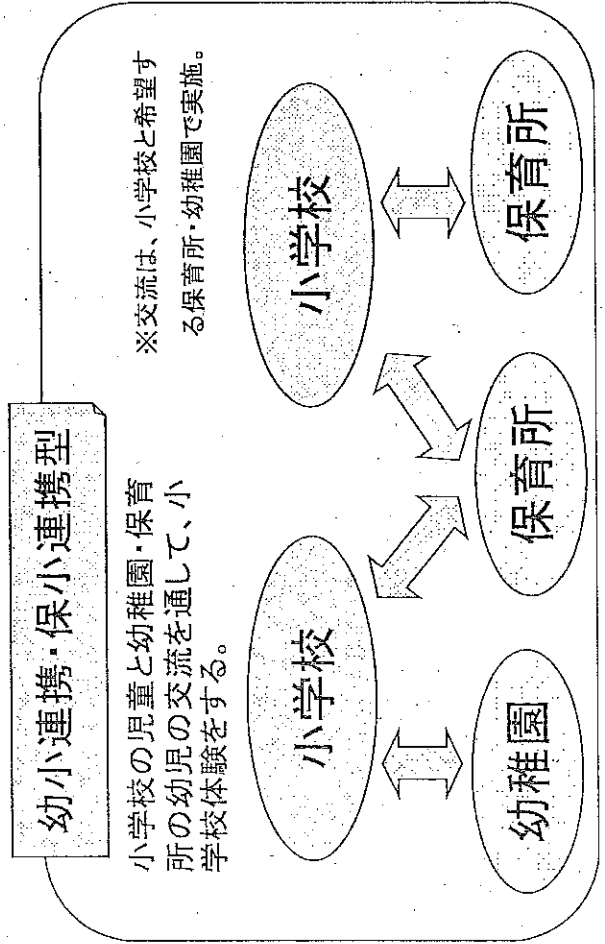 幼小連携・保小連携型
小学校の児童と幼稚園・保育
所の幼児の交流を通して、小
学校体験をする。
※交流は、小学校と希望す
る保育所・幼稚園で実施。
小学校
小学校
幼稚園
保育所
保育所